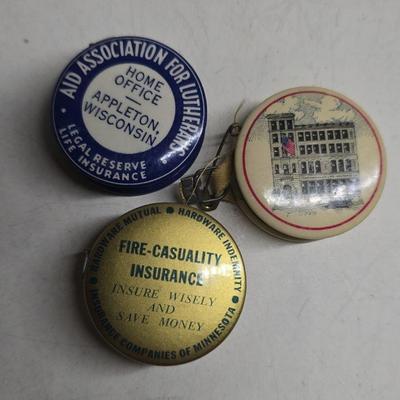 AID ASSOCIATION FOR LUTHERANS
HOME
OFFICE
—
APPLETON,
WISCONSIN
LEGAL RESERVE
LIFE INSURANCE
HARDWARE MUTUAL • HARDWARE INDEMNITY
FIRE-CASUALITY
INSURANCE
INSURE WISELY
AND
SAVE MONEY
INSURANCE COMPANIES OF MINNESOTA